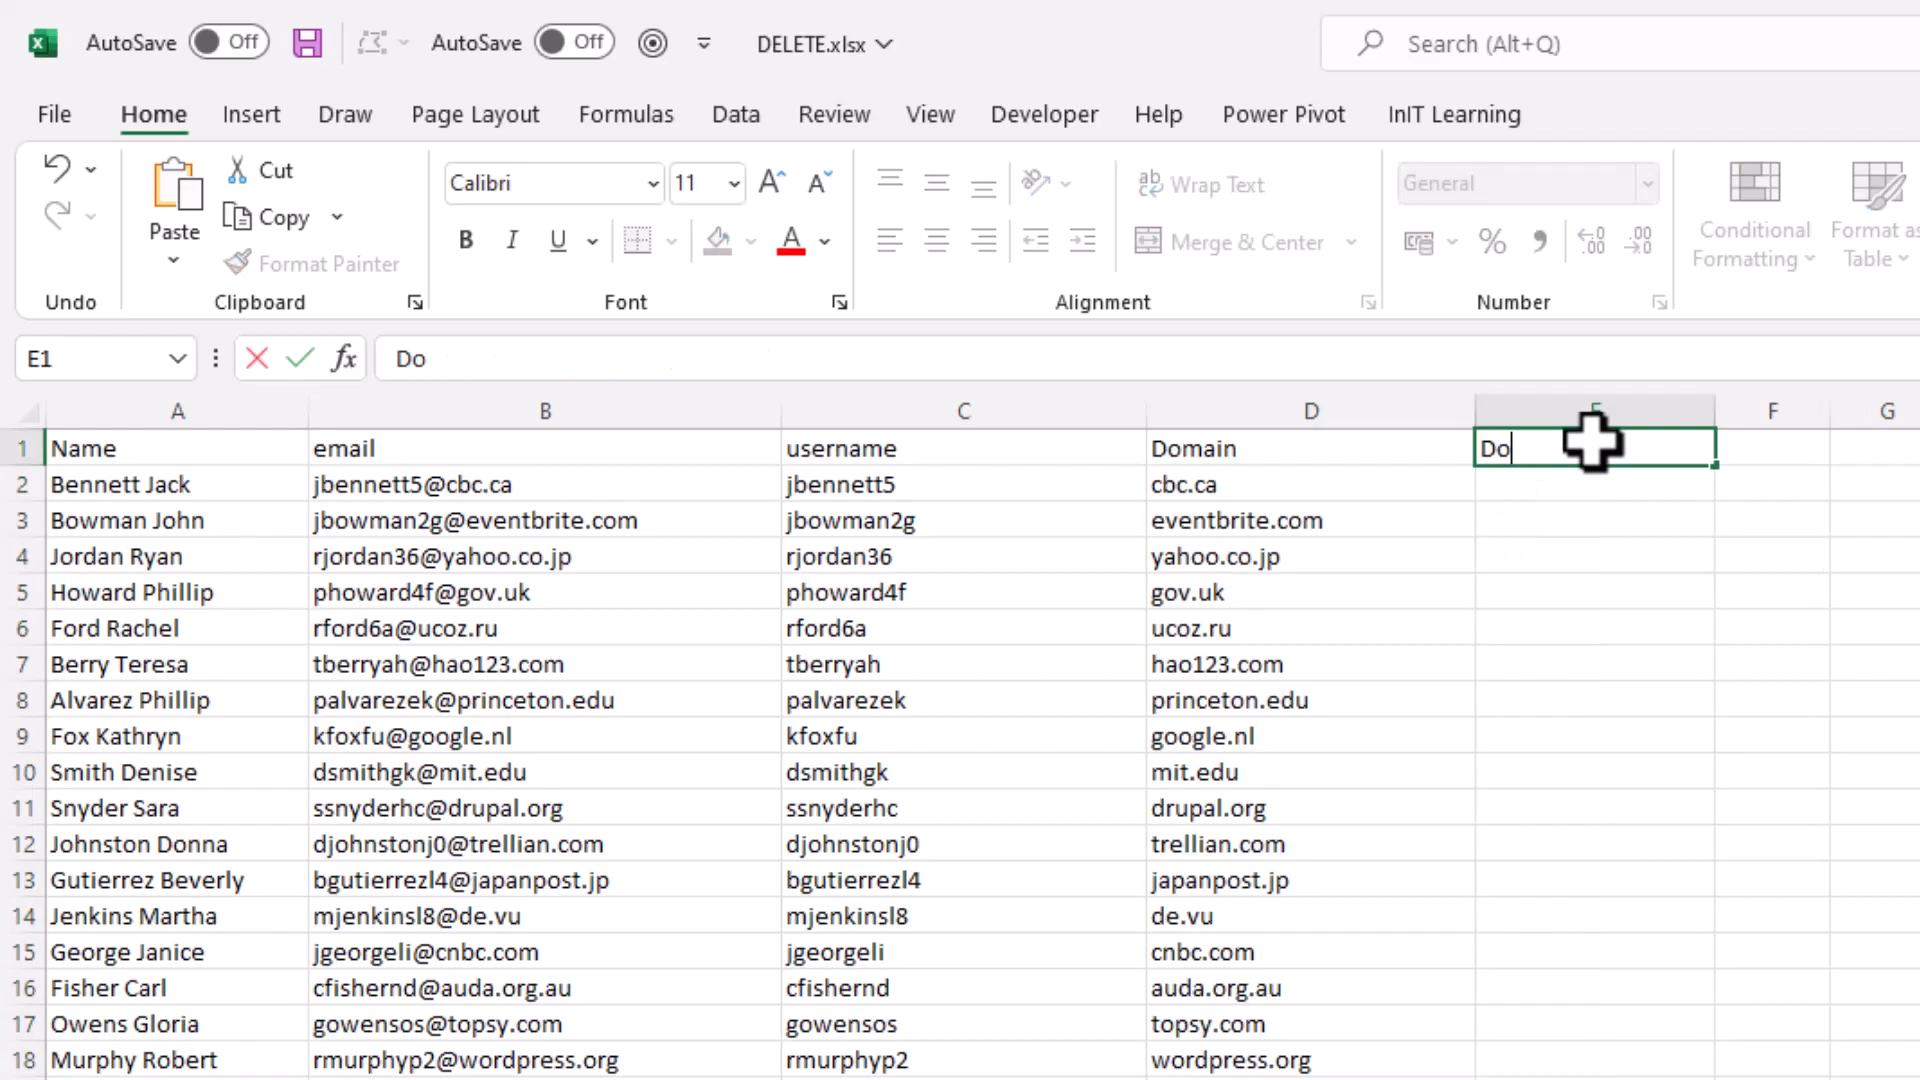 AutoSave Off AutoSave Off DELETE.xlsx Search (Alt+Q)
File Home Insert Draw Page Layout Formulas Data Review View Developer Help Power Pivot InIT Learning
Paste Cut Copy Format Painter
Calibri 11
B I U A
ab Wrap Text
Merge & Center
General
% 9 .00 .00
Conditional Formatting
Format as Table
Undo Clipboard Font Alignment Number
E1 fx Do
A B C D F G
1 Name email username Domain Do
2 Bennett Jack jbennett5@cbc.ca jbennett5 cbc.ca
3 Bowman John jbowman2g@eventbrite.com jbowman2g eventbrite.com
4 Jordan Ryan rjordan36@yahoo.co.jp rjordan36 yahoo.co.jp
5 Howard Phillip phoward4f@gov.uk phoward4f gov.uk
6 Ford Rachel rford6a@ucoz.ru rford6a ucoz.ru
7 Berry Teresa tberryah@hao123.com tberryah hao123.com
8 Alvarez Phillip palvarezek@princeton.edu palvarezek princeton.edu
9 Fox Kathryn kfoxfu@google.nl kfoxfu google.nl
10 Smith Denise dsmithgk@mit.edu dsmithgk mit.edu
11 Snyder Sara ssnyderhc@drupal.org ssnyderhc drupal.org
12 Johnston Donna djohnstonj0@trellian.com djohnstonj0 trellian.com
13 Gutierrez Beverly bgutierrezl4@japanpost.jp bgutierrezl4 japanpost.jp
14 Jenkins Martha mjenkinsl8@de.vu mjenkinsl8 de.vu
15 George Janice jgeorgeli@cnbc.com jgeorgeli cnbc.com
16 Fisher Carl cfishernd@auda.org.au cfishernd auda.org.au
17 Owens Gloria gowensos@topsy.com gowensos topsy.com
18 Murphy Robert rmurphyp2@wordpress.org rmurphyp2 wordpress.org